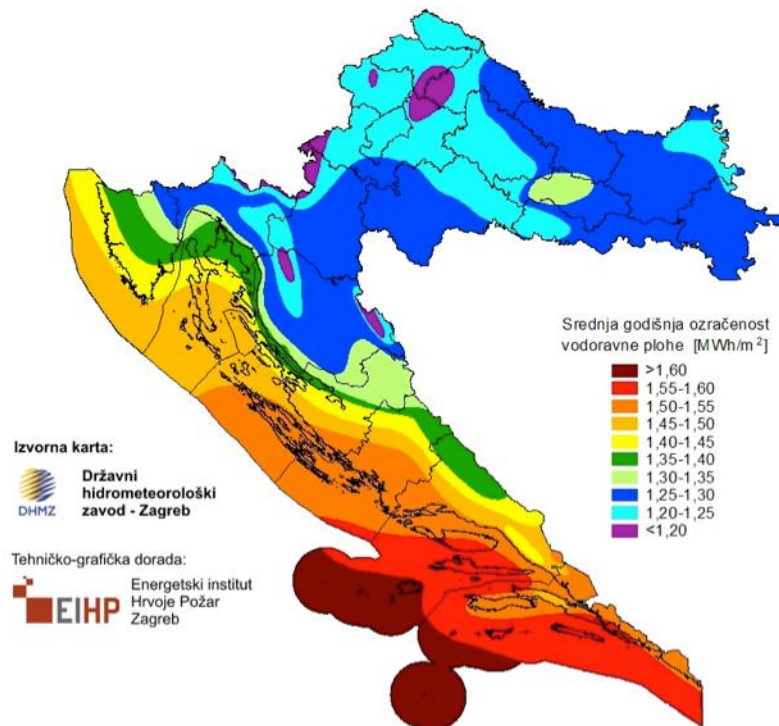 Srednja godišnja ozračenost
vodoravne plohe [MWh/m²]
>1,60
1,55-1,60
1,50-1,55
1,45-1,50
1,40-1,45
1,35-1,40
1,30-1,35
1,25-1,30
1,20-1,25
<1,20
Izvorna karta:
DHMZ
Državni
hidrometeorološki
zavod - Zagreb
Tehničko-grafička dorada:
EIHP
Energetski institut
Hrvoje Požar
Zagreb